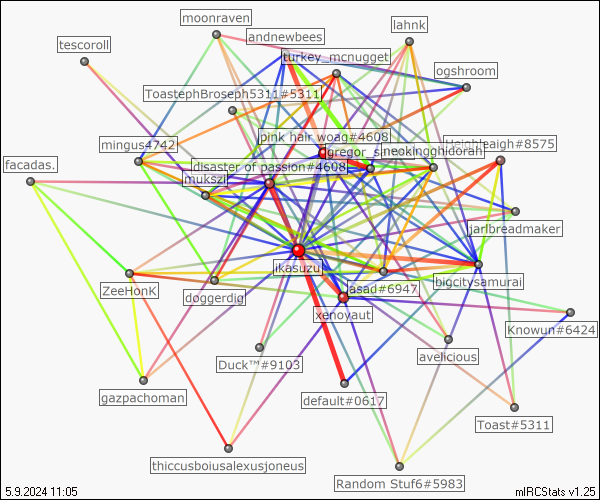 moonraven
lahnk
andnewbees
tescoroll
turkey_mcnugget
ogshroom
ToastephBroseph5311#5311
pink hair woag#4608
mingus4742
gregor_s
neokingghidorah
#8575
disaster of passion#4608
facadas.
mukszi
jarlbreadmaker
ikasuzu
asad#6947
bigcitysamurai
ZeeHonK
doggerdig
xenoyaut
Knowun#6424
avelicious
Duck™#9103
gazpachoman
default#0617
Toast#5311
thiccusboiusalexusjoneus
Random Stuf6#5983
5.9.2024 11:05
mIRCStats v1.25